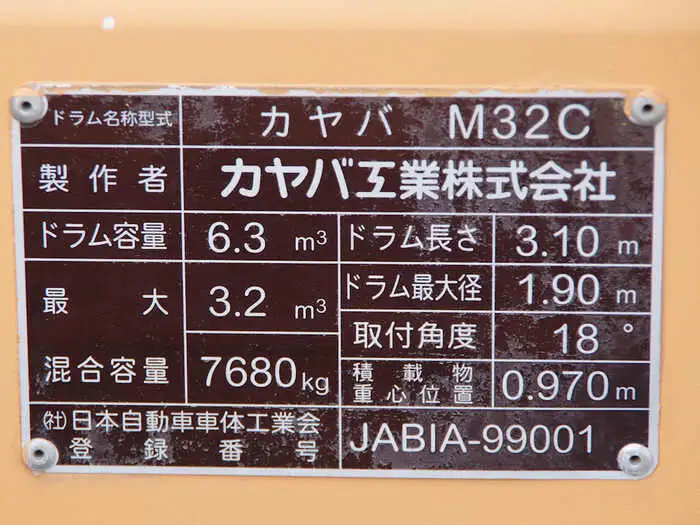 ドラム名称型式 カヤバ M32C
製作者 カヤバ工業株式会社
ドラム容量 6.3 m³ ドラム長さ 3.10 m
最大 3.2 m³ ドラム最大径 1.90 m
取付角度 18°
混合容量 7680kg 積載物重心位置 0.970m
(社)日本自動車車体工業会
登録番号 JABIA-99001